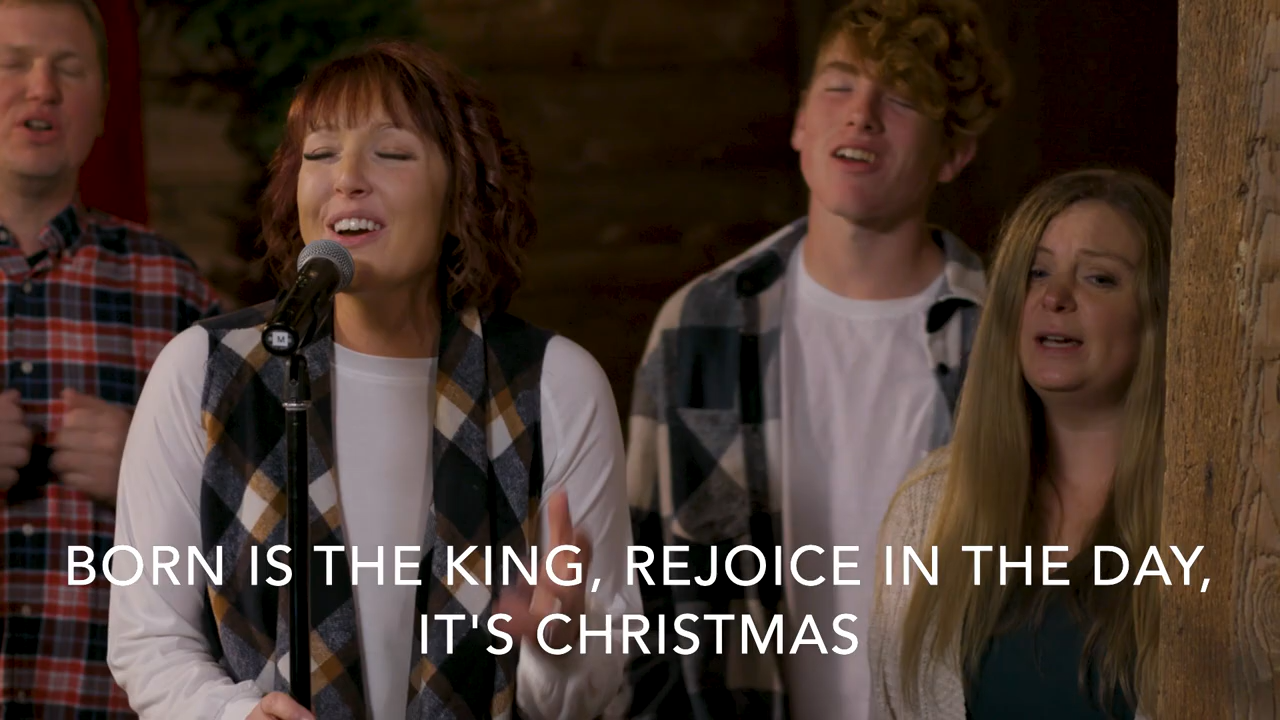 M
BORN IS THE KING, REJOICE IN THE DAY,
IT'S CHRISTMAS